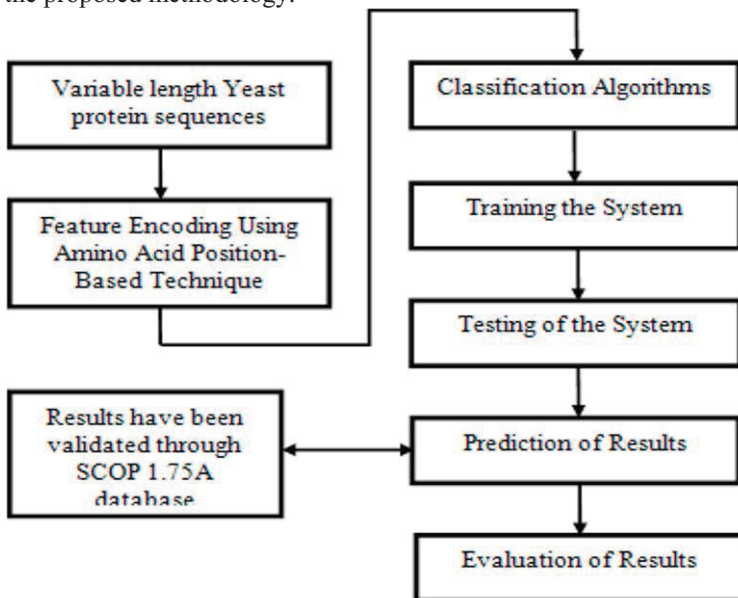 the proposed methodology.
Variable length Yeast
protein sequences
Feature Encoding Using
Amino Acid Position-
Based Technique
Classification Algorithms
Training the System
Testing of the System
Results have been
validated through
SCOP 1.75A
database
Prediction of Results
Evaluation of Results